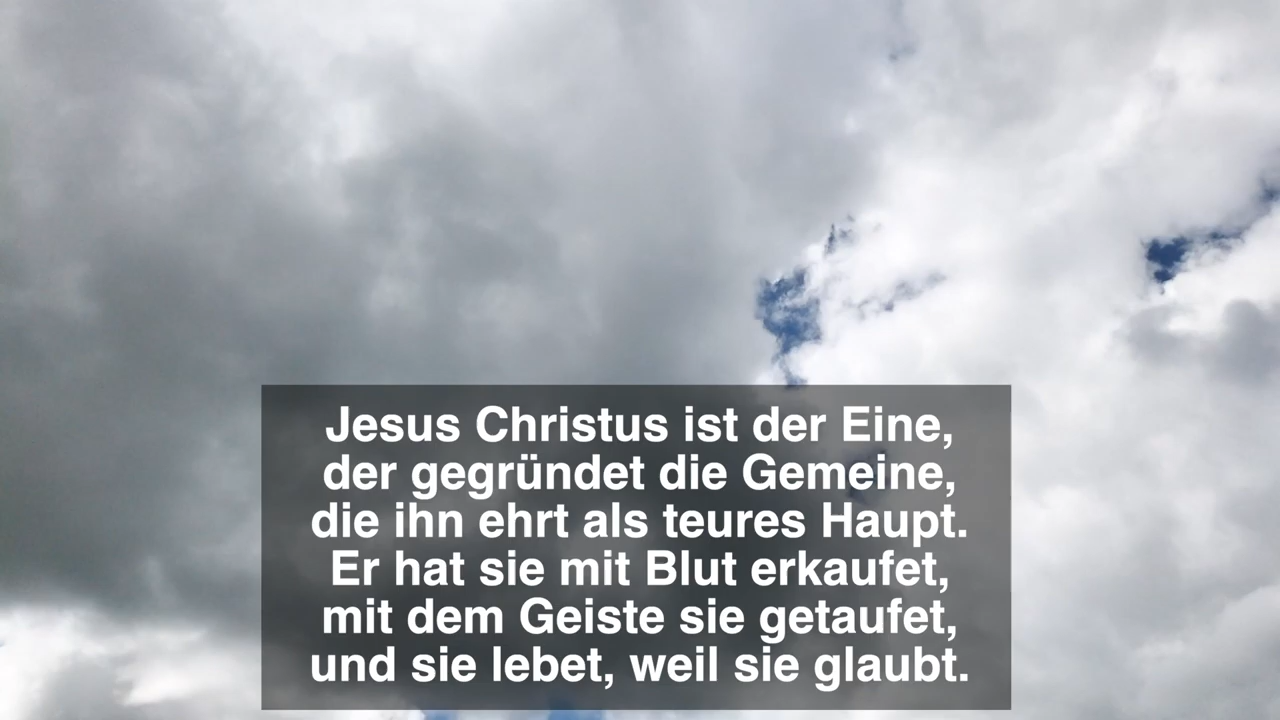 Jesus Christus ist der Eine,
der gegründet die Gemeine,
die ihn ehrt als teures Haupt.
Er hat sie mit Blut erkaufet,
mit dem Geiste sie getaufet,
und sie lebet, weil sie glaubt.